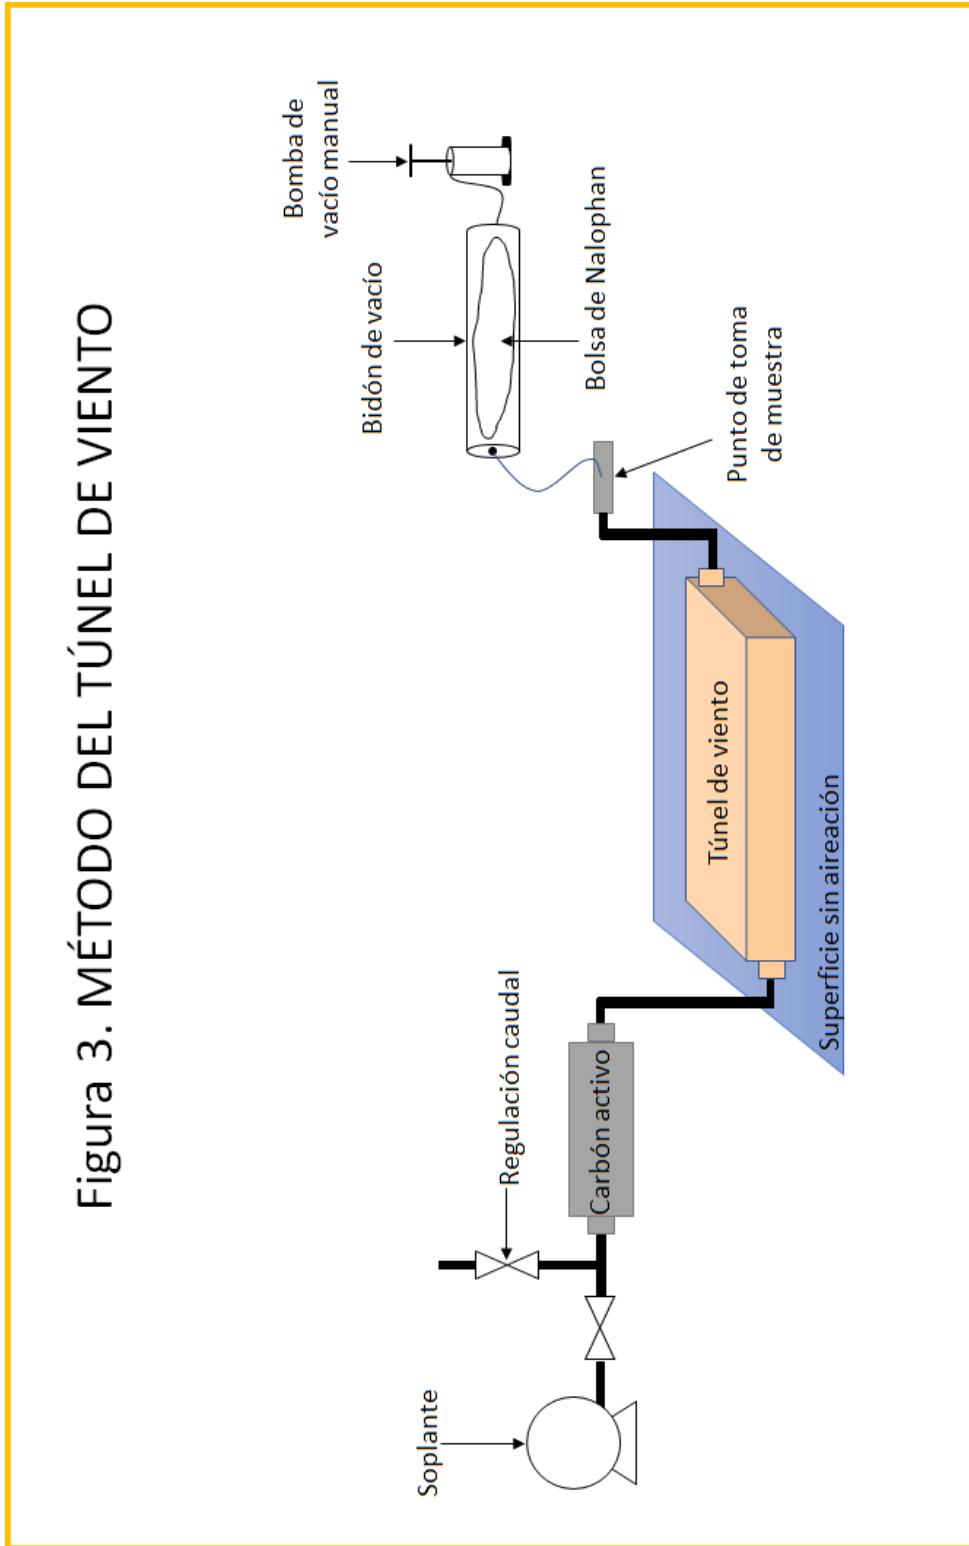 Figura 3. MÉTODO DEL TÚNEL DE VIENTO
Bomba de
vacío manual
Bidón de vacío
Bolsa de Nalophan
Regulación caudal
Soplante
Punto de toma
de muestra
Carbón activo
Túnel de viento
Superficie sin aireación